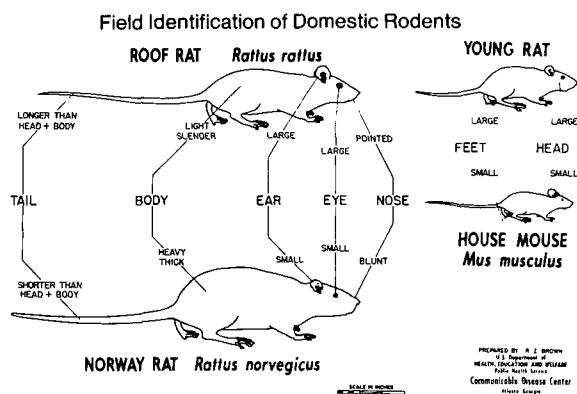 Field Identification of Domestic Rodents
ROOF RAT Rattus rattus
YOUNG RAT
LONGER THAN
HEAD + BODY
LIGHT
SLENDER
LARGE
LARGE
POINTED
LARGE
LARGE
FEET
HEAD
SMALL
SMALL
TAIL
BODY
EAR
EYE
NOSE
HOUSE MOUSE
Mus musculus
HEAVY
THICK
SMALL
SMALL
BLUNT
SHORTER THAN
HEAD + BODY
NORWAY RAT Rattus norvegicus
SCALE IN INCHES
PREPARED BY R Z BROWN
U.S. Department of
HEALTH, EDUCATION AND WELFARE
Public Health Service
Communicable Disease Center
Atlanta Georgia